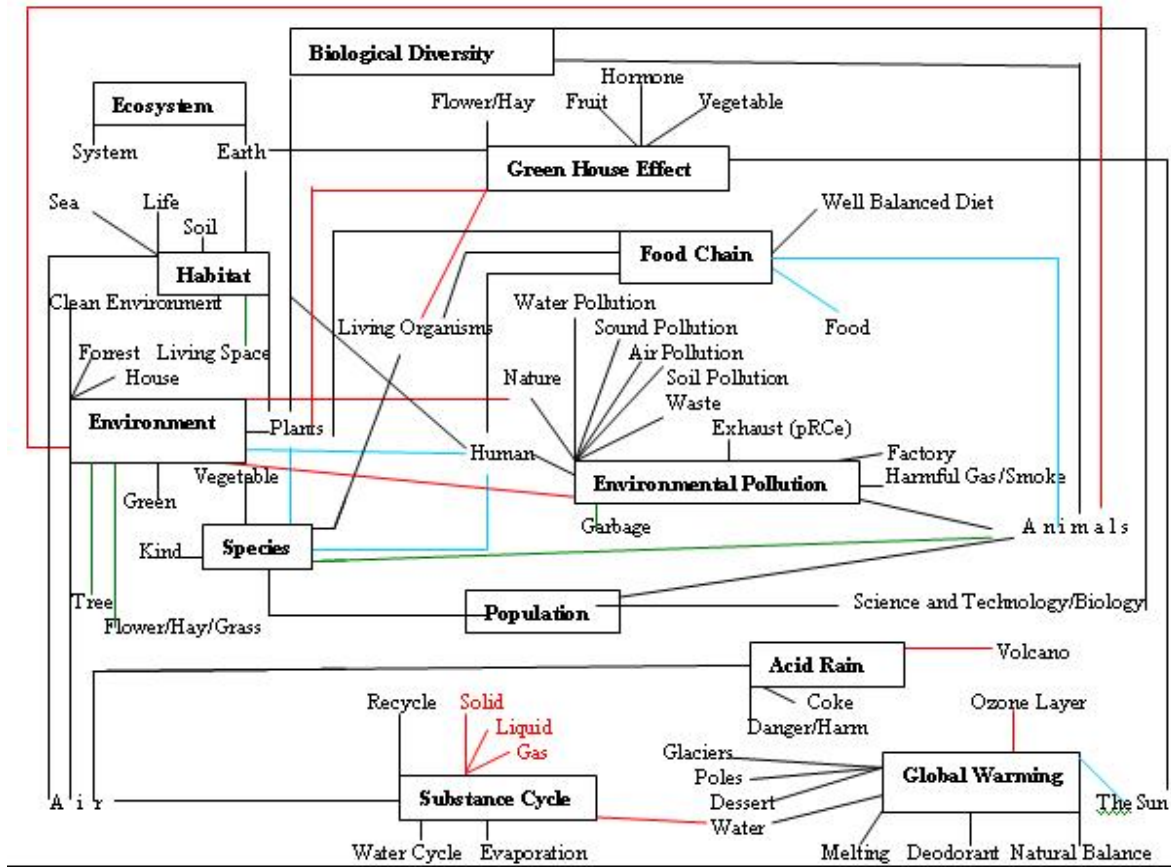 Biological Diversity
Hormone
Ecosystem
Flower/Hay
Fruit
Vegetable
System
Earth
Green House Effect
Sea
Life
Well Balanced Diet
Soil
Food Chain
Habitat
Clean Environment
Water Pollution
Living Organisms
Sound Pollution
Food
Forrest
Living Space
Air Pollution
House
Nature
Soil Pollution
Waste
Environment
Plants
Exhaust (pRCe)
Human
Factory
Vegetable
Environmental Pollution
Harmful Gas/Smoke
Green
Garbage
A n i m a l s
Kind
Species
Tree
Population
Science and Technology/Biology
Flower/Hay/Grass
Acid Rain
Volcano
Recycle
Solid
Coke
Ozone Layer
Liquid
Danger/Harm
Gas
Glaciers
Poles
Global Warming
A i r
Substance Cycle
Dessert
The Sun
Water
Water Cycle
Evaporation
Melting
Deodorant
Natural Balance